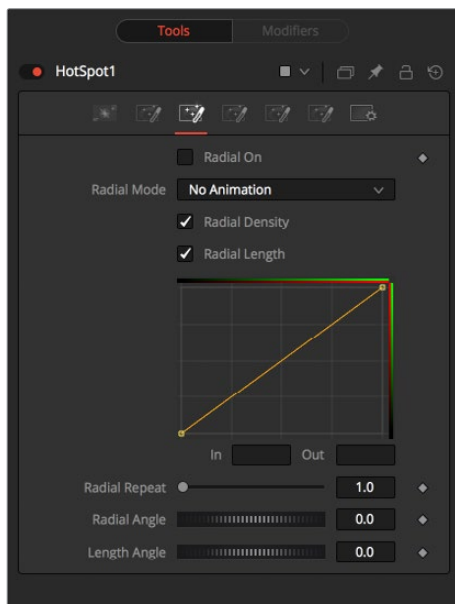 Tools Modifiers
HotSpot1
Radial On
Radial Mode No Animation
Radial Density
Radial Length
In Out
Radial Repeat 1.0
Radial Angle 0.0
Length Angle 0.0